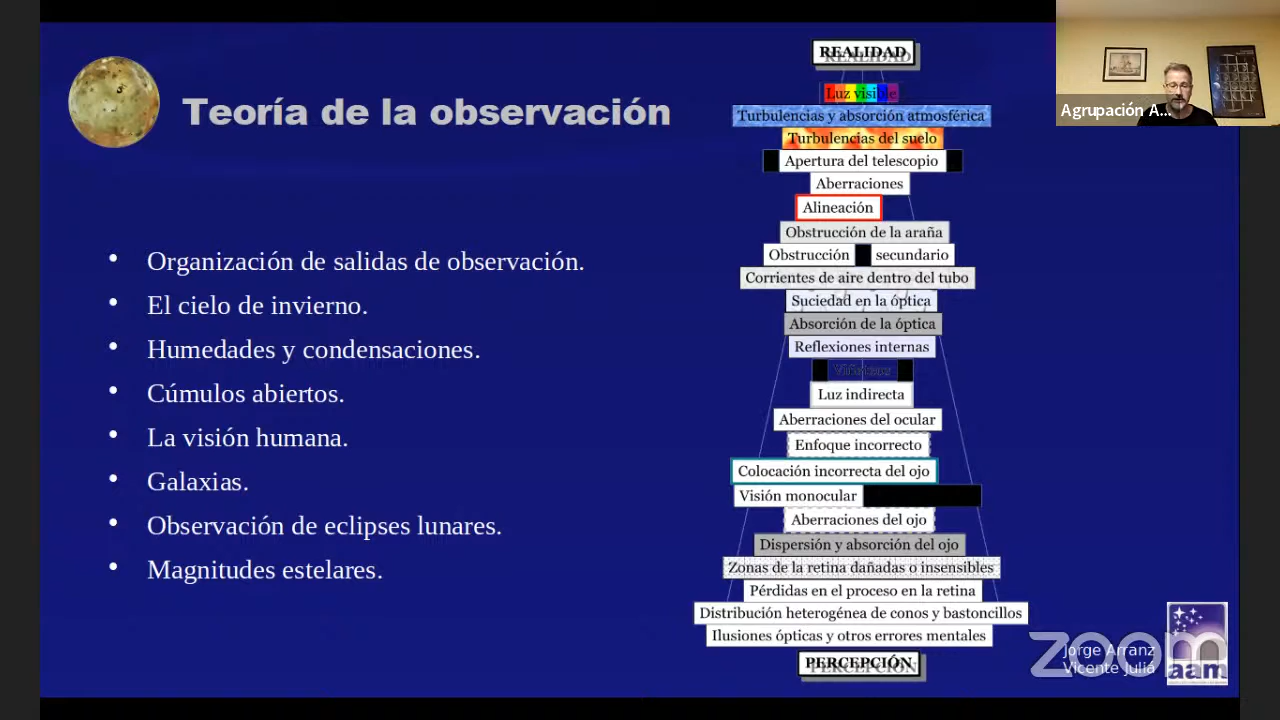 Teoría de la observación
• Organización de salidas de observación.
• El cielo de invierno.
• Humedades y condensaciones.
• Cúmulos abiertos.
• La visión humana.
• Galaxias.
• Observación de eclipses lunares.
• Magnitudes estelares.
REALIDAD
Luz visible
Turbulencias y absorción atmosférica
Turbulencias del suelo
Apertura del telescopio
Aberraciones
Alineación
Obstrucción de la araña
Obstrucción secundario
Corrientes de aire dentro del tubo
Suciedad en la óptica
Absorción de la óptica
Reflexiones internas
Luz indirecta
Aberraciones del ocular
Enfoque incorrecto
Colocación incorrecta del ojo
Visión monocular
Aberraciones del ojo
Dispersión y absorción del ojo
Zonas de la retina dañadas o insensibles
Pérdidas en el proceso en la retina
Distribución heterogénea de conos y bastoncillos
Ilusiones ópticas y otros errores mentales
PERCEPCIÓN
Agrupación A...
Jorge Arranz
Vicente Juliá
zoom
aam